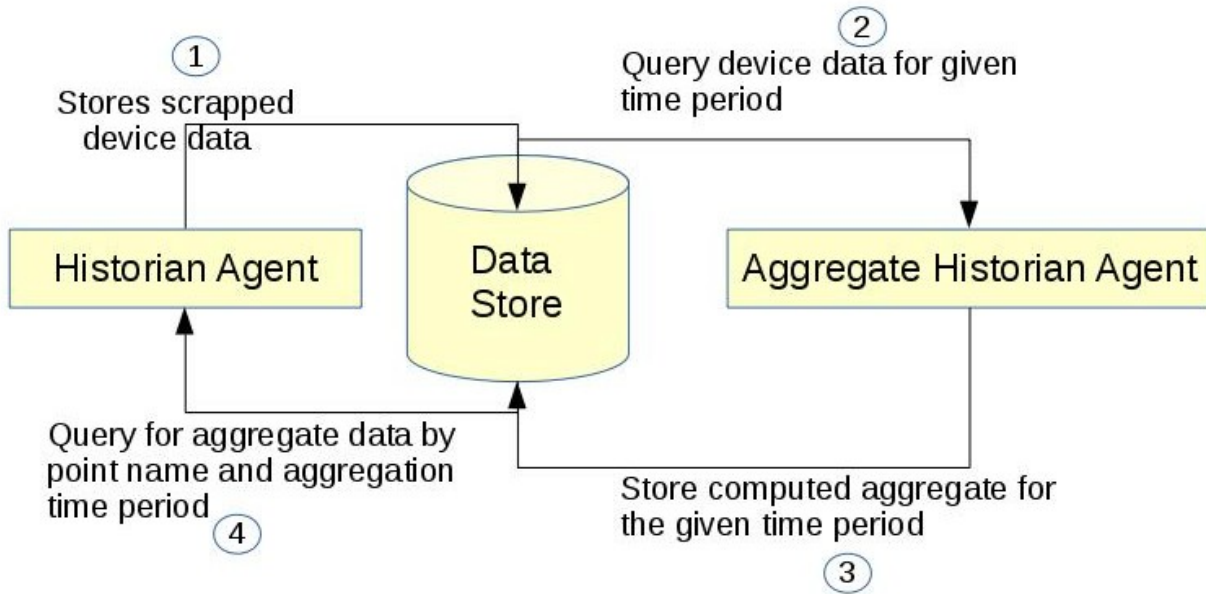 1
Stores scrapped
device data
2
Query device data for given
time period
Historian Agent
Data
Store
Aggregate Historian Agent
Query for aggregate data by
point name and aggregation
time period
4
Store computed aggregate for
the given time period
3